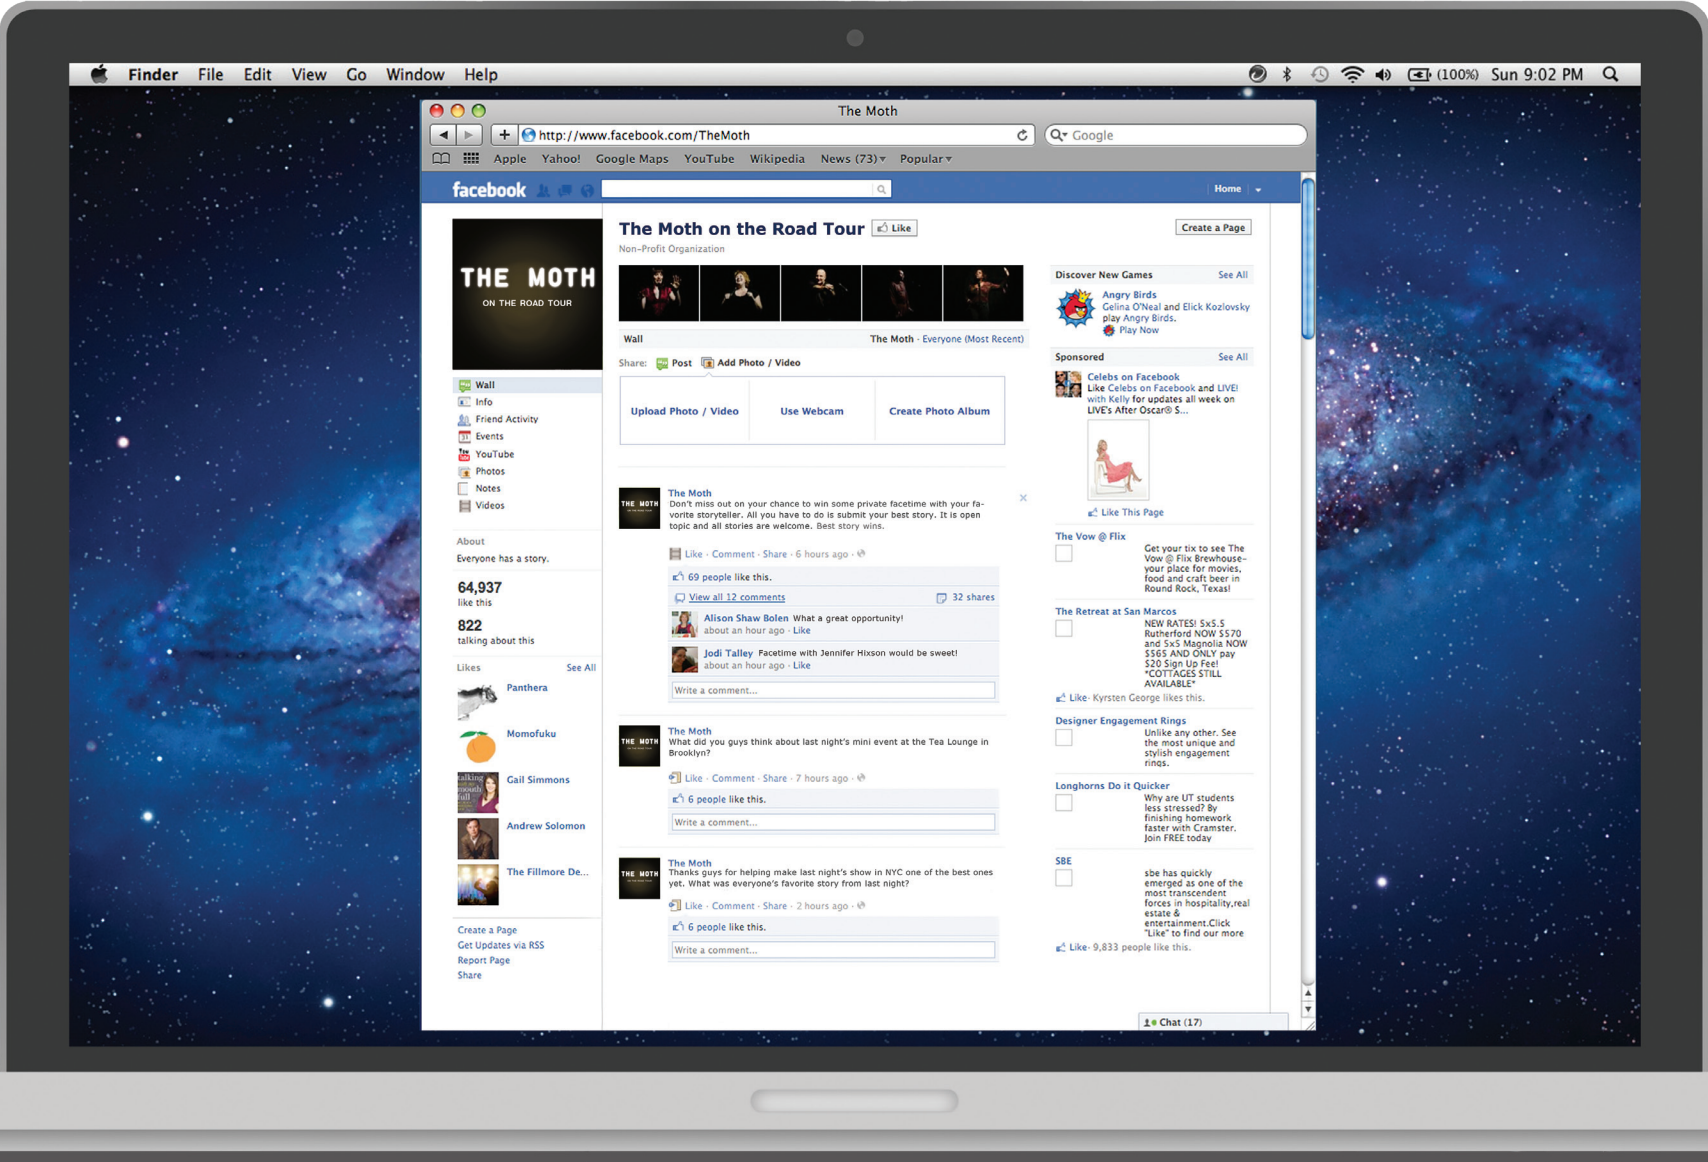 Finder File Edit View Go Window Help
(100%) Sun 9:02 PM
The Moth
http://www.facebook.com/TheMoth
Google
Apple Yahoo! Google Maps YouTube Wikipedia News (73) Popular
facebook
Home
THE MOTH
ON THE ROAD TOUR
Wall
Info
Friend Activity
Events
YouTube
Photos
Notes
Videos
About
Everyone has a story.
64,937
like this
822
talking about this
Likes See All
Panthera
Momofuku
talking
mouth
full
Gail Simmons
Andrew Solomon
The Fillmore De...
Create a Page
Get Updates via RSS
Report Page
Share
The Moth on the Road Tour Like
Non-Profit Organization
Wall The Moth · Everyone (Most Recent)
Share: Post Add Photo / Video
Upload Photo / Video Use Webcam Create Photo Album
THE MOTH
ON THE ROAD TOUR
The Moth
Don't miss out on your chance to win some private facetime with your fa-
vorite storyteller. All you have to do is submit your best story. It is open
topic and all stories are welcome. Best story wins.
Like · Comment · Share · 6 hours ago ·
69 people like this.
View all 12 comments 32 shares
Alison Shaw Bolen What a great opportunity!
about an hour ago · Like
Jodi Talley Facetime with Jennifer Hixson would be sweet!
about an hour ago · Like
Write a comment...
THE MOTH
ON THE ROAD TOUR
The Moth
What did you guys think about last night's mini event at the Tea Lounge in
Brooklyn?
Like · Comment · Share · 7 hours ago ·
6 people like this.
Write a comment...
THE MOTH
ON THE ROAD TOUR
The Moth
Thanks guys for helping make last night's show in NYC one of the best ones
yet. What was everyone's favorite story from last night?
Like · Comment · Share · 2 hours ago ·
6 people like this.
Write a comment...
Create a Page
Discover New Games See All
Angry Birds
Gelina O'Neal and Elick Kozlovsky
play Angry Birds.
Play Now
Sponsored See All
Celebs on Facebook
Like Celebs on Facebook and LIVE!
with Kelly for updates all week on
LIVE's After Oscar® S...
Like This Page
The Vow @ Flix
Get your tix to see The
Vow @ Flix Brewhouse-
your place for movies,
food and craft beer in
Round Rock, Texas!
The Retreat at San Marcos
NEW RATES! 5x5.5
Rutherford NOW $570
and 5x5 Magnolia NOW
$565 AND ONLY pay
$20 Sign Up Fee!
*COTTAGES STILL
AVAILABLE*
Like· Kyrsten George likes this.
Designer Engagement Rings
Unlike any other. See
the most unique and
stylish engagement
rings.
Longhorns Do it Quicker
Why are UT students
less stressed? By
finishing homework
faster with Cramster.
Join FREE today
SBE
sbe has quickly
emerged as one of the
most transcendent
forces in hospitality,real
estate &
entertainment.Click
"Like" to find our more
Like· 9,833 people like this.
Chat (17)